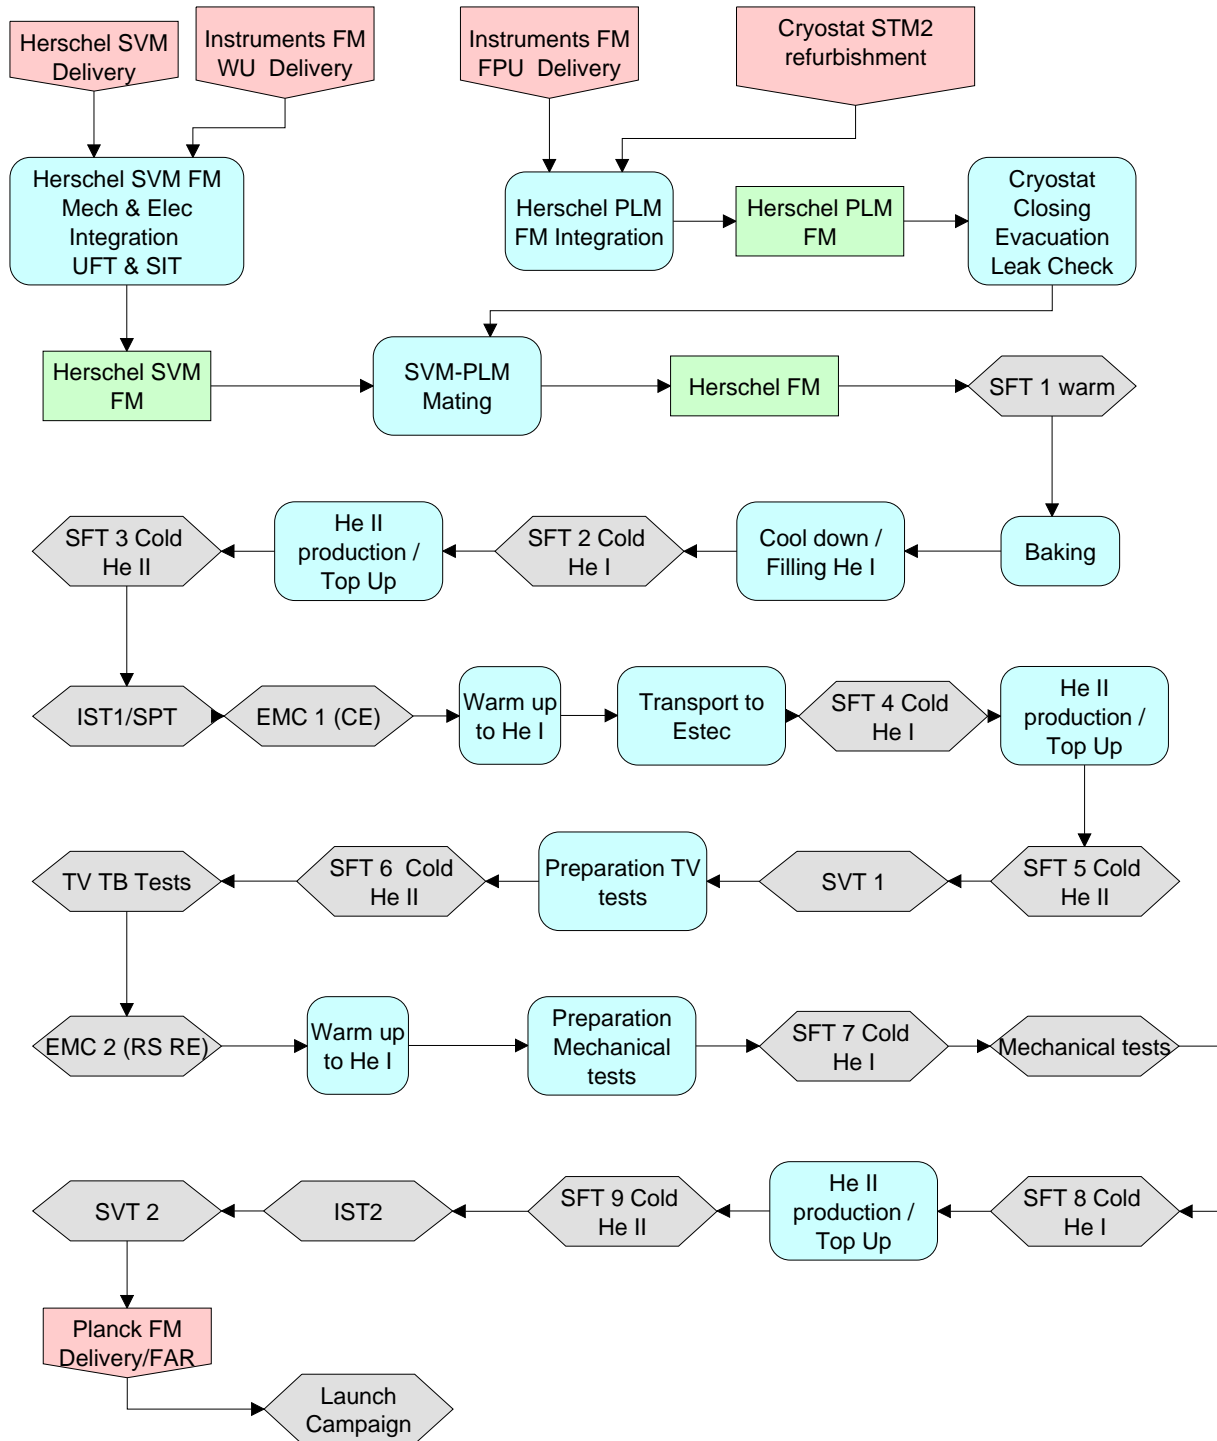 Herschel SVM
Delivery
Instruments FM
WU Delivery
Instruments FM
FPU Delivery
Cryostat STM2
refurbishment
Herschel SVM FM
Mech & Elec
Integration
UFT & SIT
Herschel PLM
FM Integration
Herschel PLM
FM
Cryostat
Closing
Evacuation
Leak Check
Herschel SVM
FM
SVM-PLM
Mating
Herschel FM
SFT 1 warm
SFT 3 Cold
He II
He II
production /
Top Up
SFT 2 Cold
He I
Cool down /
Filling He I
Baking
IST1/SPT
EMC 1 (CE)
Warm up
to He I
Transport to
Estec
SFT 4 Cold
He I
He II
production /
Top Up
TV TB Tests
SFT 6 Cold
He II
Preparation TV
tests
SVT 1
SFT 5 Cold
He II
EMC 2 (RS RE)
Warm up
to He I
Preparation
Mechanical
tests
SFT 7 Cold
He I
Mechanical tests
SVT 2
IST2
SFT 9 Cold
He II
He II
production /
Top Up
SFT 8 Cold
He I
Planck FM
Delivery/FAR
Launch
Campaign